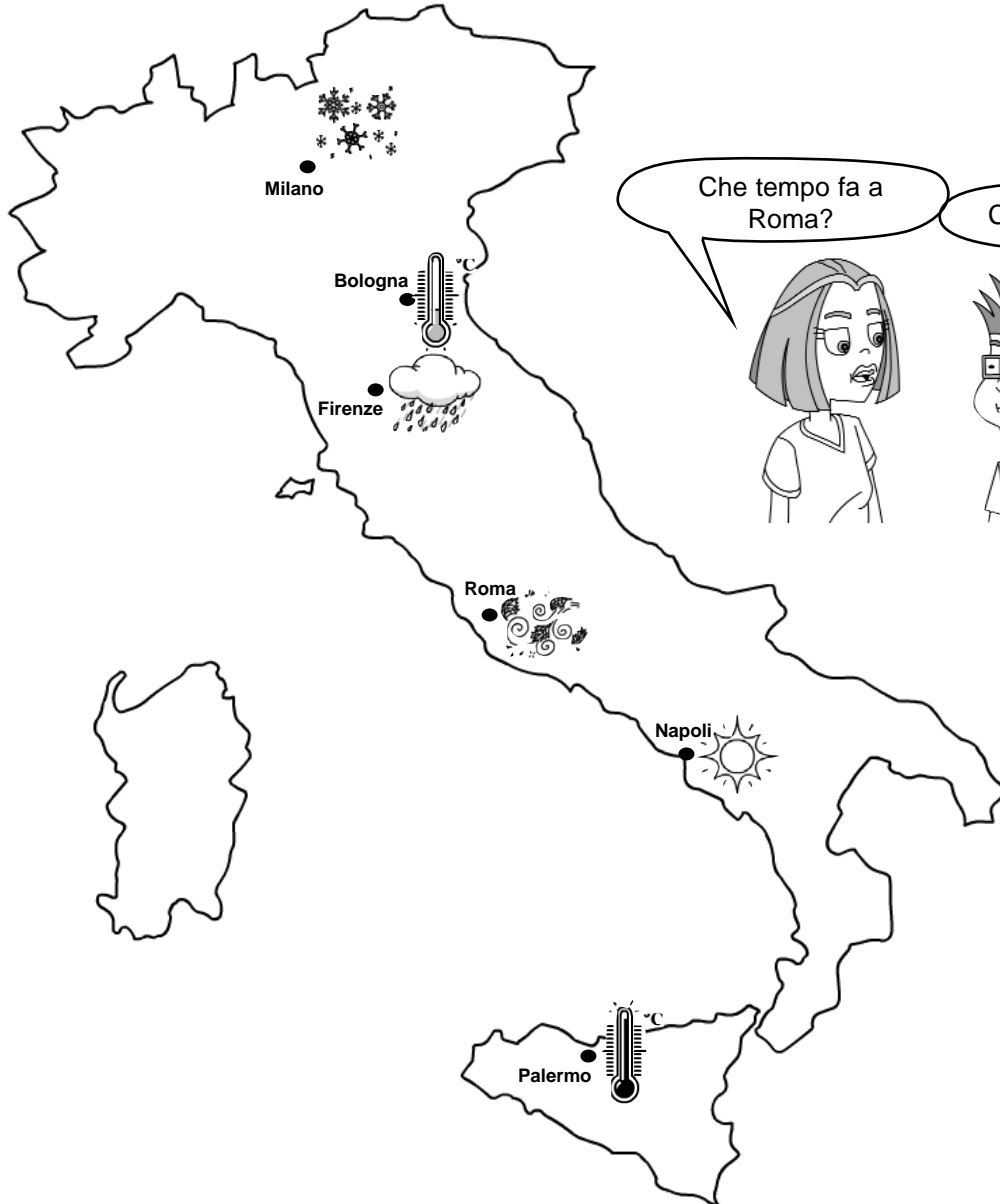 Milano
Che tempo fa a
Roma?
C
Bologna
°C
Firenze
Roma
Napoli
°C
Palermo